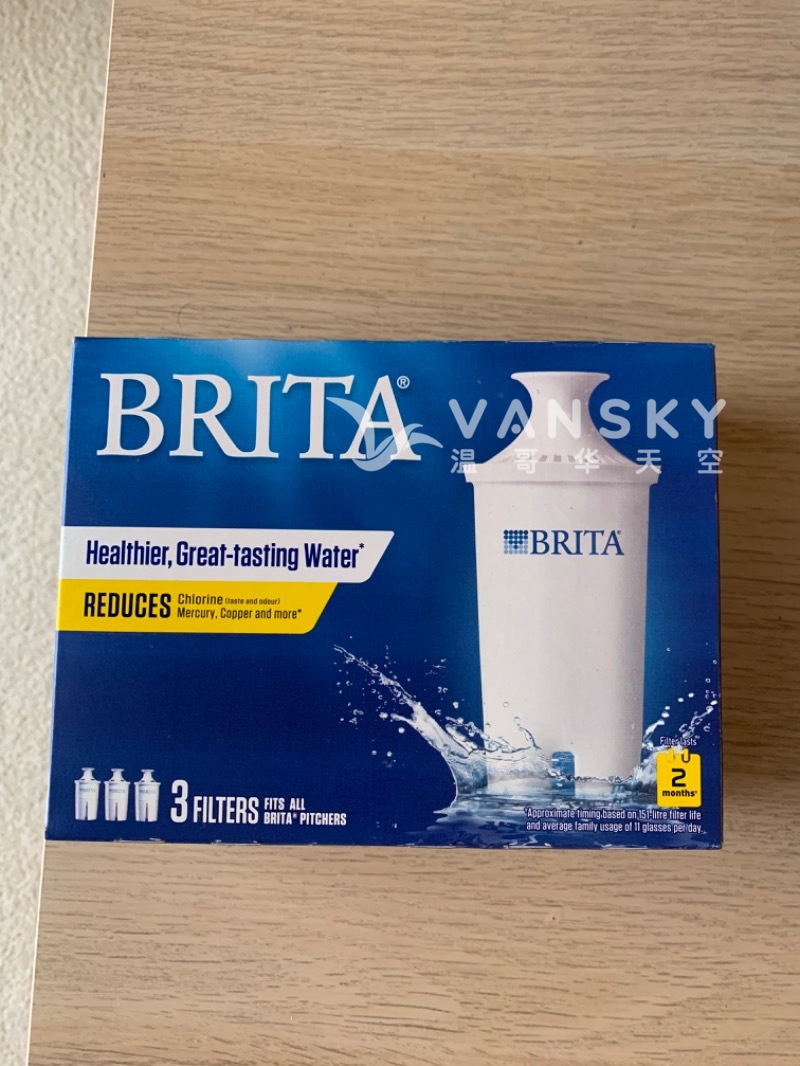 BRITA®
VANSKY
温哥华天空
BRITA®
Healthier, Great-tasting Water*
REDUCES Chlorine (taste and odour)
Mercury, Copper and more*
Filter lasts
2
months*
3 FILTERS FITS ALL
BRITA® PITCHERS
*Approximate timing based on 151-litre filter life
and average family usage of 11 glasses per day